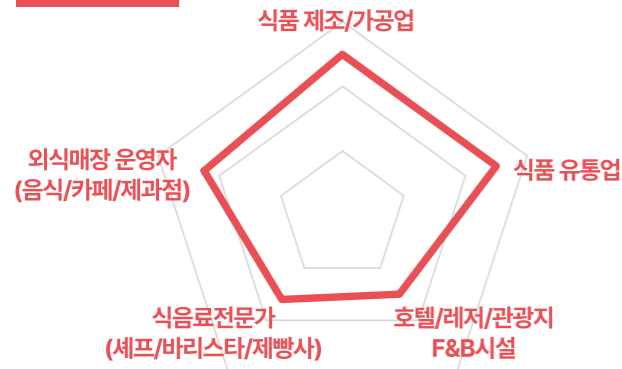 식품 제조/가공업
외식매장 운영자
(음식/카페/제과점)
식품 유통업
식음료전문가
(셰프/바리스타/제빵사)
호텔/레저/관광지
F&B시설